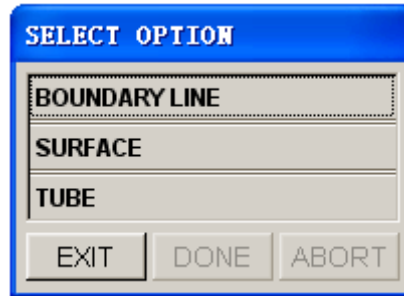 SELECT OPTION
BOUNDARY LINE
SURFACE
TUBE
EXIT DONE ABORT